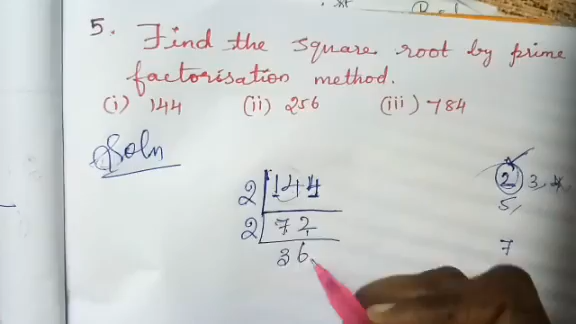 5. Find the square root by prime
factorisation method.
(i) 144 (ii) 256 (iii) 784
Soln
2 144
2 72
36
2 3, 4,
5,
7